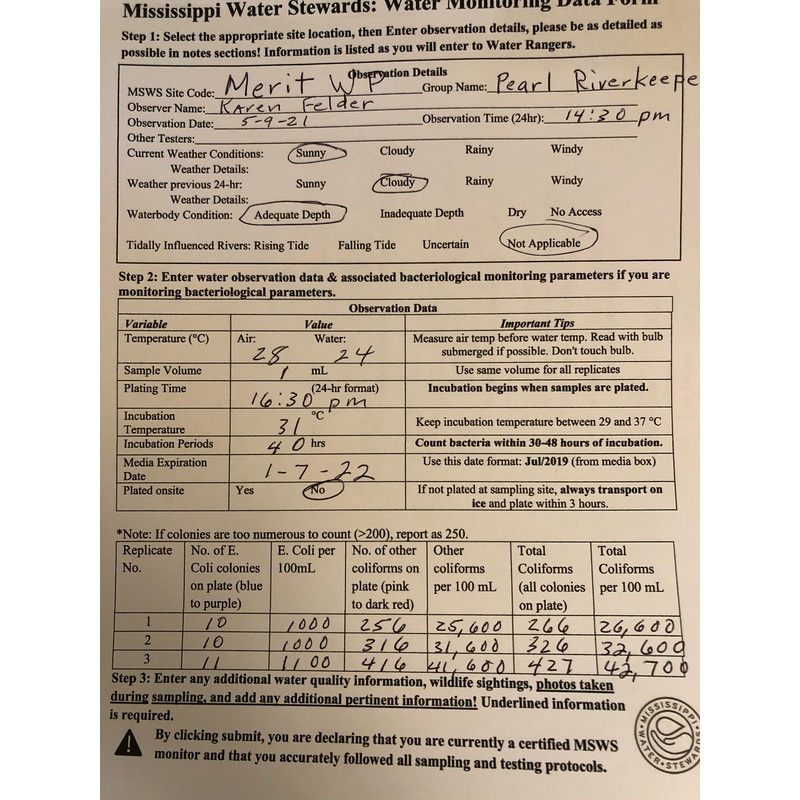 Mississippi Water Stewards: Water Monitoring Data Form
Step 1: Select the appropriate site location, then Enter observation details, please be as detailed as
possible in notes sections! Information is listed as you will enter to Water Rangers.
Observation Details
MSWS Site Code: Merit WP Group Name: Pearl Riverkeepe
Observer Name: Karen Felder
Observation Date: 5-9-21 Observation Time (24hr): 14:30 pm
Other Testers:
Current Weather Conditions: Sunny Cloudy Rainy Windy
Weather Details:
Weather previous 24-hr: Sunny Cloudy Rainy Windy
Weather Details:
Waterbody Condition: Adequate Depth Inadequate Depth Dry No Access
Tidally Influenced Rivers: Rising Tide Falling Tide Uncertain Not Applicable
Step 2: Enter water observation data & associated bacteriological monitoring parameters if you are
monitoring bacteriological parameters.
Observation Data
Variable Value Important Tips
Temperature (°C) Air: Water: Measure air temp before water temp. Read with bulb
28 24 submerged if possible. Don't touch bulb.
Sample Volume 1 mL Use same volume for all replicates
Plating Time (24-hr format) Incubation begins when samples are plated.
16:30 pm
Incubation °C
Temperature 31 Keep incubation temperature between 29 and 37 °C
Incubation Periods 40 hrs Count bacteria within 30-48 hours of incubation.
Media Expiration 1-7-22 Use this date format: Jul/2019 (from media box)
Date
Plated onsite Yes No If not plated at sampling site, always transport on
ice and plate within 3 hours.
*Note: If colonies are too numerous to count (>200), report as 250.
Replicate No. of E. E. Coli per No. of other Other Total Total
No. Coli colonies 100mL coliforms on coliforms Coliforms Coliforms
on plate (blue plate (pink per 100 mL (all colonies per 100 mL
to purple) to dark red) on plate)
1 10 1000 256 25,600 266 26,600
2 10 1000 316 31,600 326 32,600
3 11 1100 416 41,600 427 42,700
Step 3: Enter any additional water quality information, wildlife sightings, photos taken
during sampling, and add any additional pertinent information! Underlined information
is required.
By clicking submit, you are declaring that you are currently a certified MSWS
monitor and that you accurately followed all sampling and testing protocols.
MISSISSIPPI
WATER STEWARDS